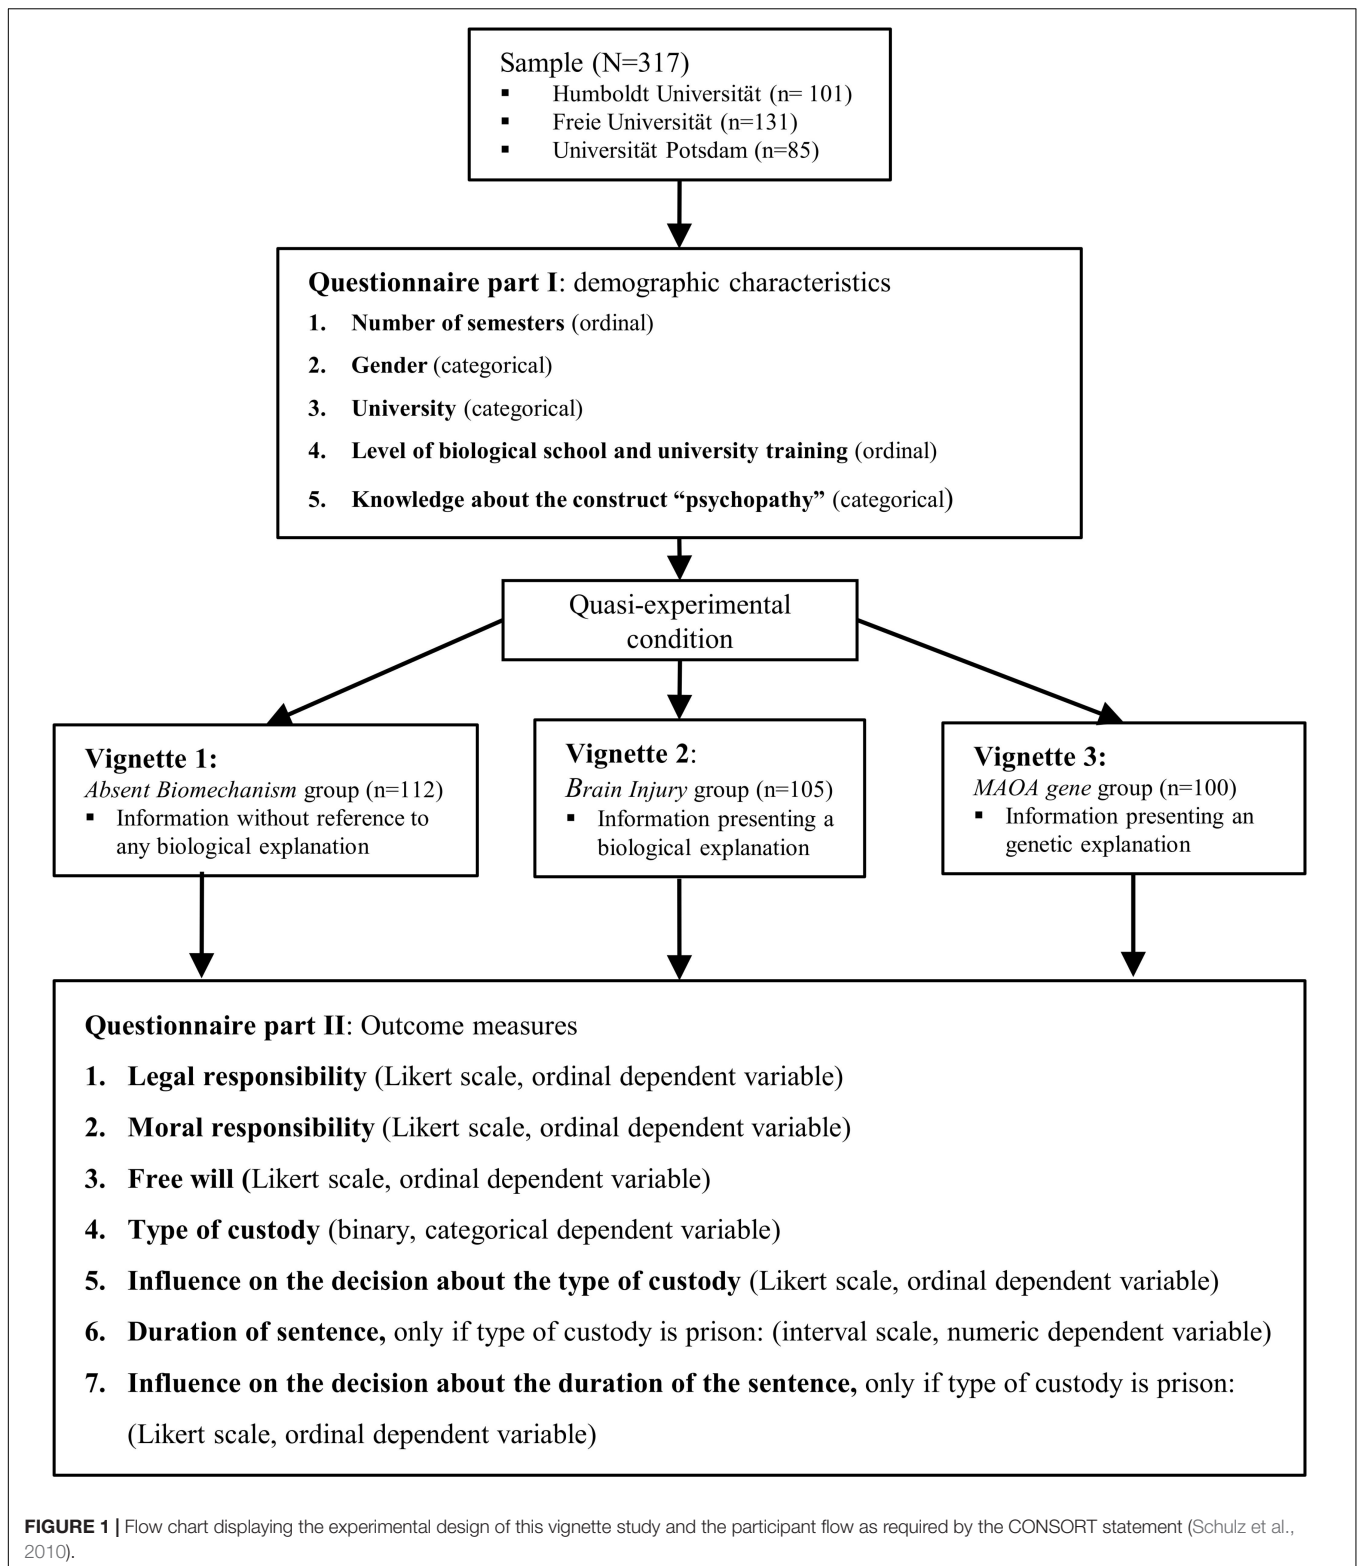 Sample (N=317)
▪ Humboldt Universität (n= 101)
▪ Freie Universität (n=131)
▪ Universität Potsdam (n=85)
Questionnaire part I: demographic characteristics
1. Number of semesters (ordinal)
2. Gender (categorical)
3. University (categorical)
4. Level of biological school and university training (ordinal)
5. Knowledge about the construct “psychopathy” (categorical)
Quasi-experimental
condition
Vignette 1:
Absent Biomechanism group (n=112)
▪ Information without reference to
any biological explanation
Vignette 2:
Brain Injury group (n=105)
▪ Information presenting a
biological explanation
Vignette 3:
MAOA gene group (n=100)
▪ Information presenting an
genetic explanation
Questionnaire part II: Outcome measures
1. Legal responsibility (Likert scale, ordinal dependent variable)
2. Moral responsibility (Likert scale, ordinal dependent variable)
3. Free will (Likert scale, ordinal dependent variable)
4. Type of custody (binary, categorical dependent variable)
5. Influence on the decision about the type of custody (Likert scale, ordinal dependent variable)
6. Duration of sentence, only if type of custody is prison: (interval scale, numeric dependent variable)
7. Influence on the decision about the duration of the sentence, only if type of custody is prison:
(Likert scale, ordinal dependent variable)
FIGURE 1 | Flow chart displaying the experimental design of this vignette study and the participant flow as required by the CONSORT statement (Schulz et al.,
2010).